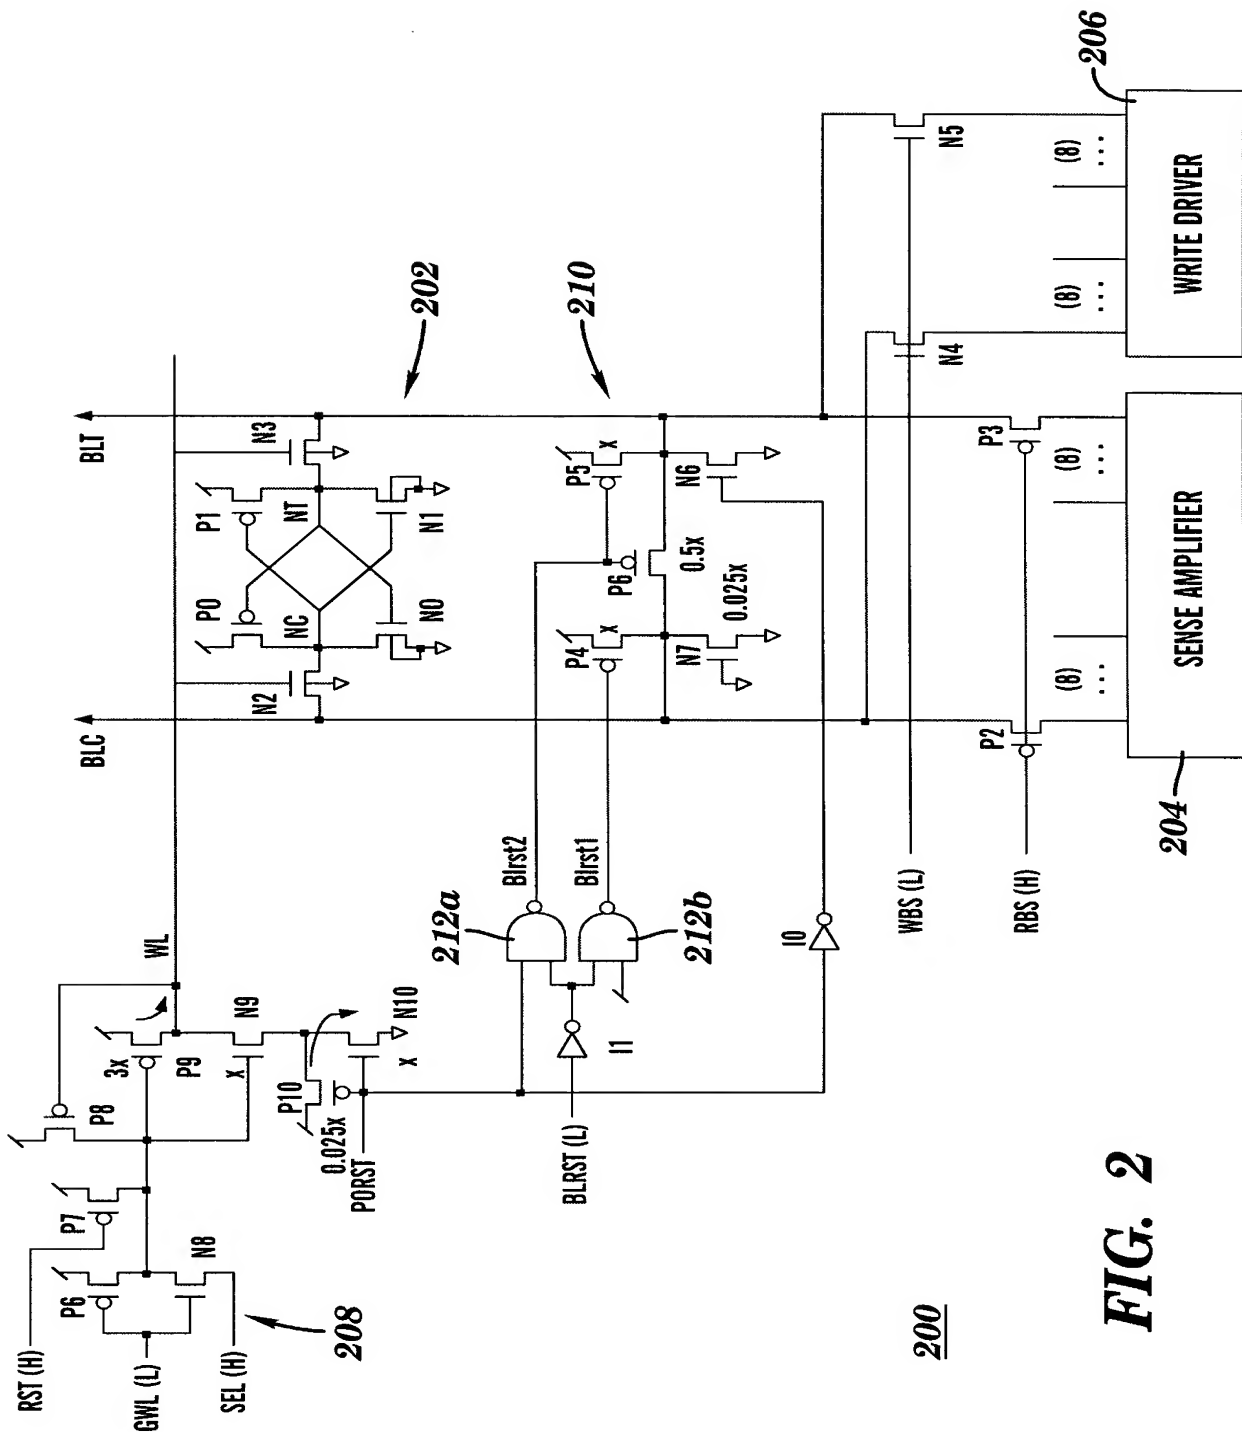 RST (H)
GWL (L)
SEL (H)
208
P6
N8
P7
P8
3x
P9
WL
x
N9
P10
0.025x
PORST
x
N10
BLC
BLT
N2
N3
P0
P1
NC
NT
N0
N1
202
210
212a
212b
Blrst2
Blrst1
BLRST (L)
I1
I0
P4
x
P5
x
P6
0.5x
N7
0.025x
N6
WBS (L)
RBS (H)
N4
N5
P2
P3
(8)
...
(8)
...
(8)
...
(8)
...
SENSE AMPLIFIER
204
WRITE DRIVER
206
200
FIG. 2